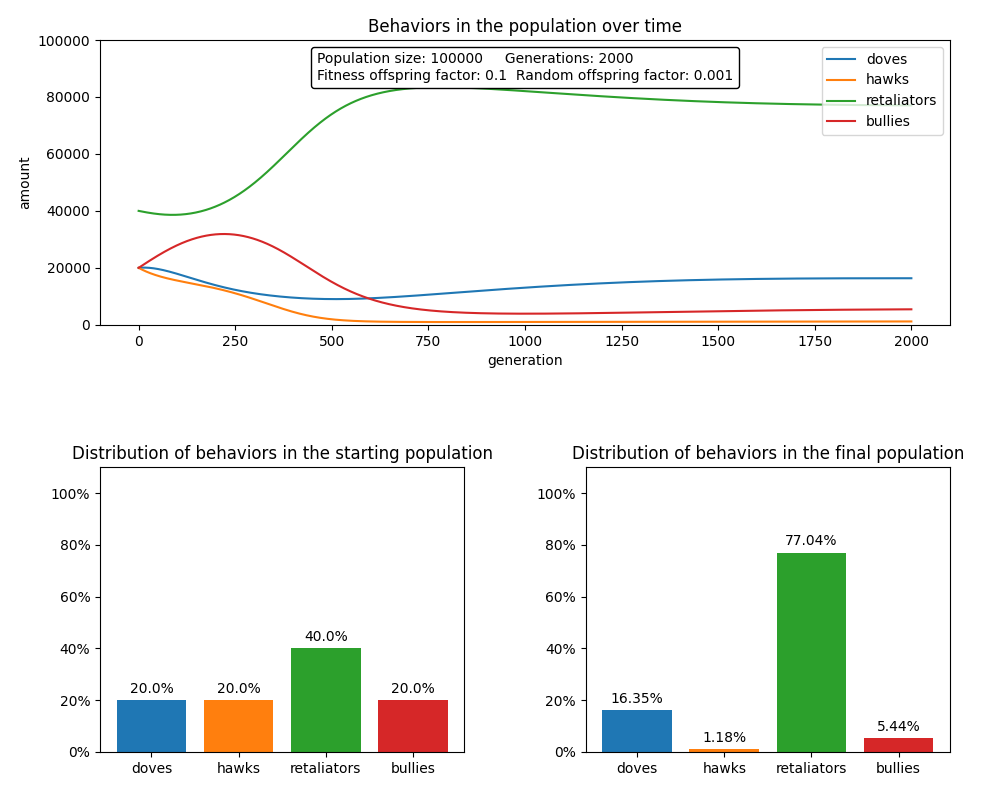 Behaviors in the population over time
100000
80000
60000
40000
20000
0
amount
Population size: 100000     Generations: 2000
Fitness offspring factor: 0.1  Random offspring factor: 0.001
doves
hawks
retaliators
bullies
0 250 500 750 1000 1250 1500 1750 2000
generation
Distribution of behaviors in the starting population
100%
80%
60%
40%
20%
0%
20.0% 20.0% 40.0% 20.0%
doves hawks retaliators bullies
Distribution of behaviors in the final population
100%
80%
60%
40%
20%
0%
16.35% 1.18% 77.04% 5.44%
doves hawks retaliators bullies